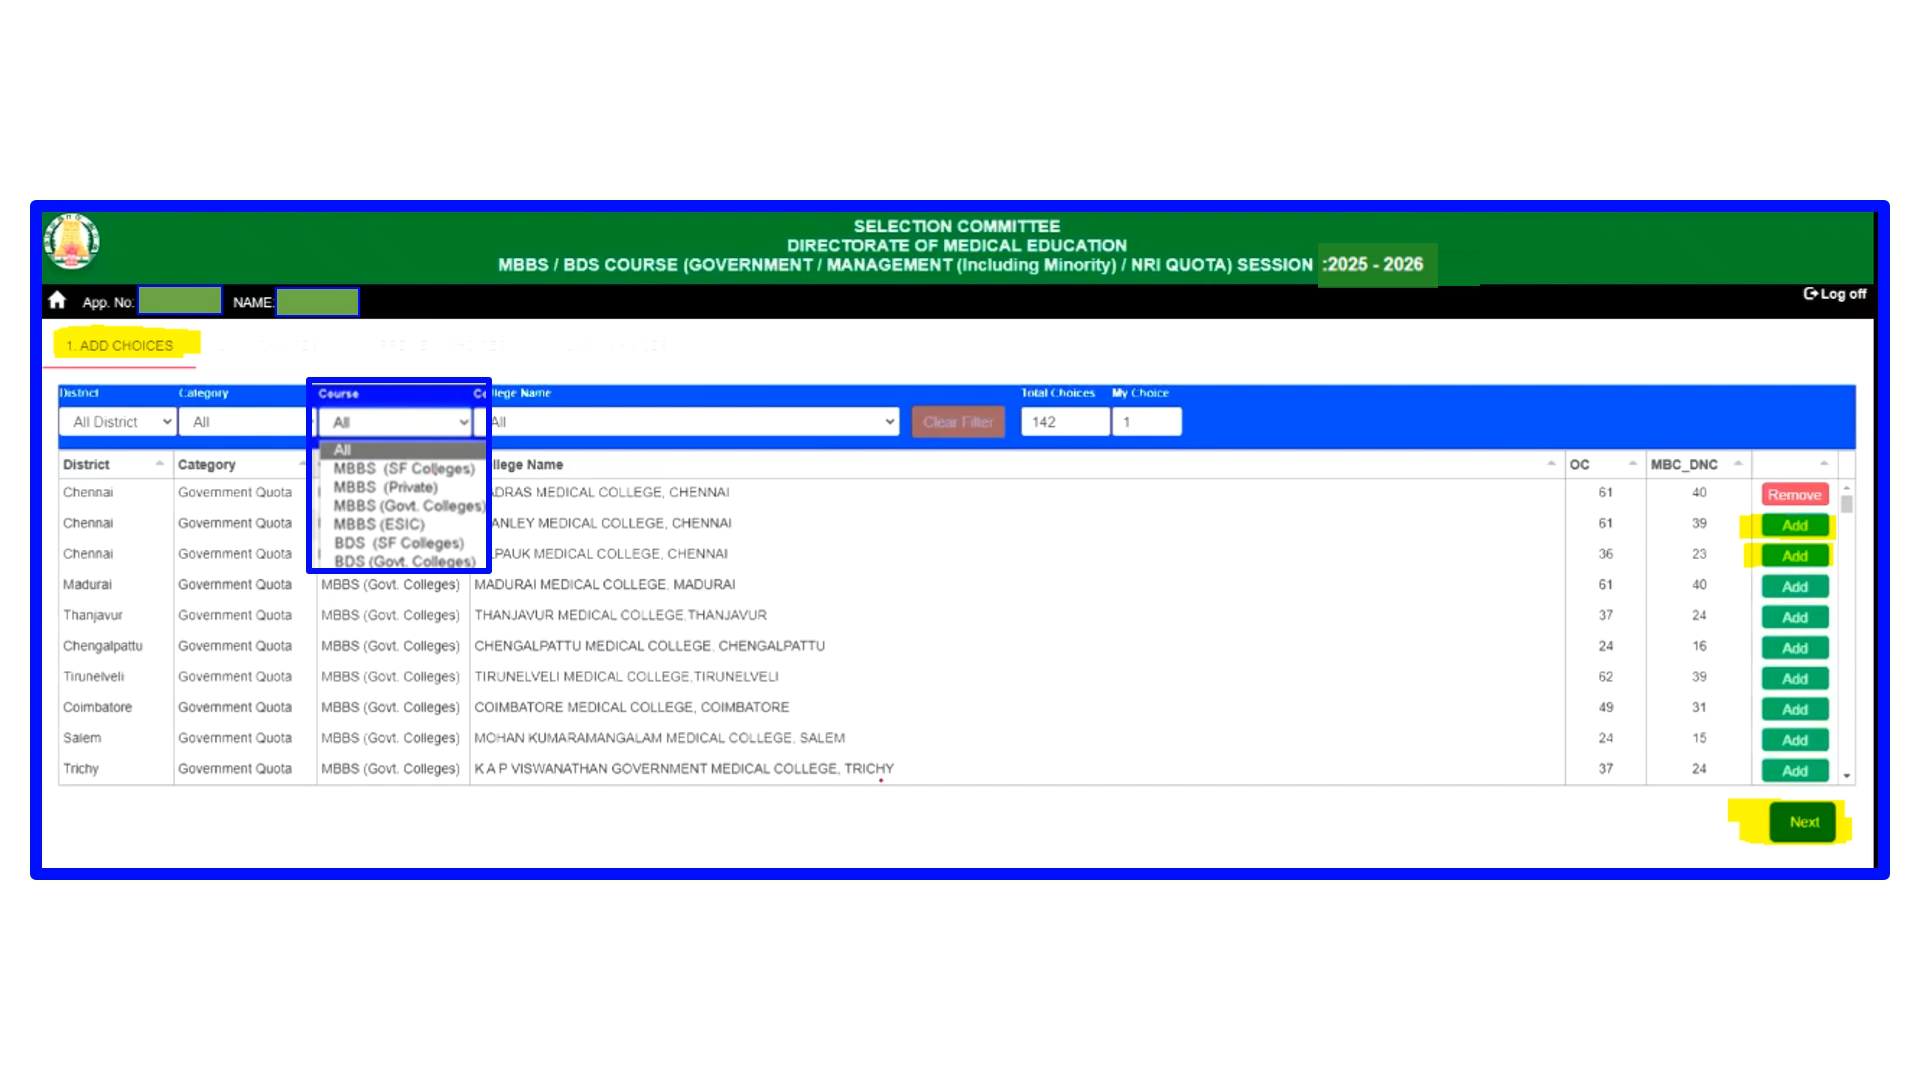 SELECTION COMMITTEE
DIRECTORATE OF MEDICAL EDUCATION
MBBS / BDS COURSE (GOVERNMENT / MANAGEMENT (Including Minority) / NRI QUOTA) SESSION :2025 - 2026
App. No: NAME: Log off
1. ADD CHOICES
District Category Course College Name Total Choices My Choice
All District All All All Clear Filter 142 1
All
MBBS (SF Colleges)
MBBS (Private)
MBBS (Govt. Colleges)
MBBS (ESIC)
BDS (SF Colleges)
BDS (Govt. Colleges)
District Category llege Name OC MBC_DNC
Chennai Government Quota ADRAS MEDICAL COLLEGE, CHENNAI 61 40 Remove
Chennai Government Quota ANLEY MEDICAL COLLEGE, CHENNAI 61 39 Add
Chennai Government Quota LPAUK MEDICAL COLLEGE, CHENNAI 36 23 Add
Madurai Government Quota MBBS (Govt. Colleges) MADURAI MEDICAL COLLEGE, MADURAI 61 40 Add
Thanjavur Government Quota MBBS (Govt. Colleges) THANJAVUR MEDICAL COLLEGE,THANJAVUR 37 24 Add
Chengalpattu Government Quota MBBS (Govt. Colleges) CHENGALPATTU MEDICAL COLLEGE, CHENGALPATTU 24 16 Add
Tirunelveli Government Quota MBBS (Govt. Colleges) TIRUNELVELI MEDICAL COLLEGE,TIRUNELVELI 62 39 Add
Coimbatore Government Quota MBBS (Govt. Colleges) COIMBATORE MEDICAL COLLEGE, COIMBATORE 49 31 Add
Salem Government Quota MBBS (Govt. Colleges) MOHAN KUMARAMANGALAM MEDICAL COLLEGE, SALEM 24 15 Add
Trichy Government Quota MBBS (Govt. Colleges) K A P VISWANATHAN GOVERNMENT MEDICAL COLLEGE, TRICHY 37 24 Add
Next